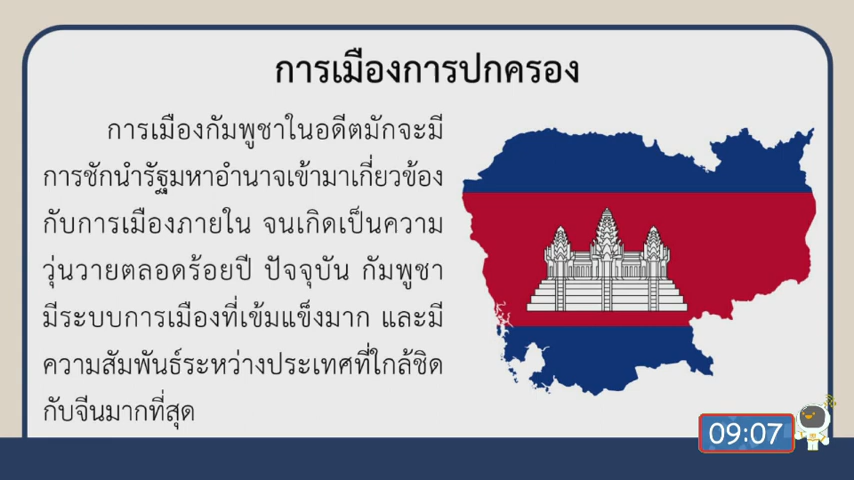 การเมืองการปกครอง
การเมืองกัมพูชาในอดีตมักจะมี
การชักนำรัฐมหาอำนาจเข้ามาเกี่ยวข้อง
กับการเมืองภายใน จนเกิดเป็นความ
วุ่นวายตลอดร้อยปี ปัจจุบัน กัมพูชา
มีระบบการเมืองที่เข้มแข็งมาก และมี
ความสัมพันธ์ระหว่างประเทศที่ใกล้ชิด
กับจีนมากที่สุด
09:07